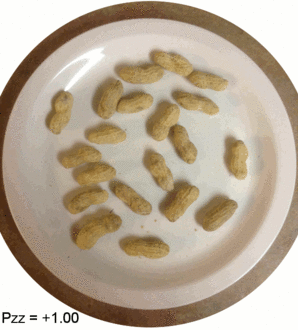 Pzz = +1.00